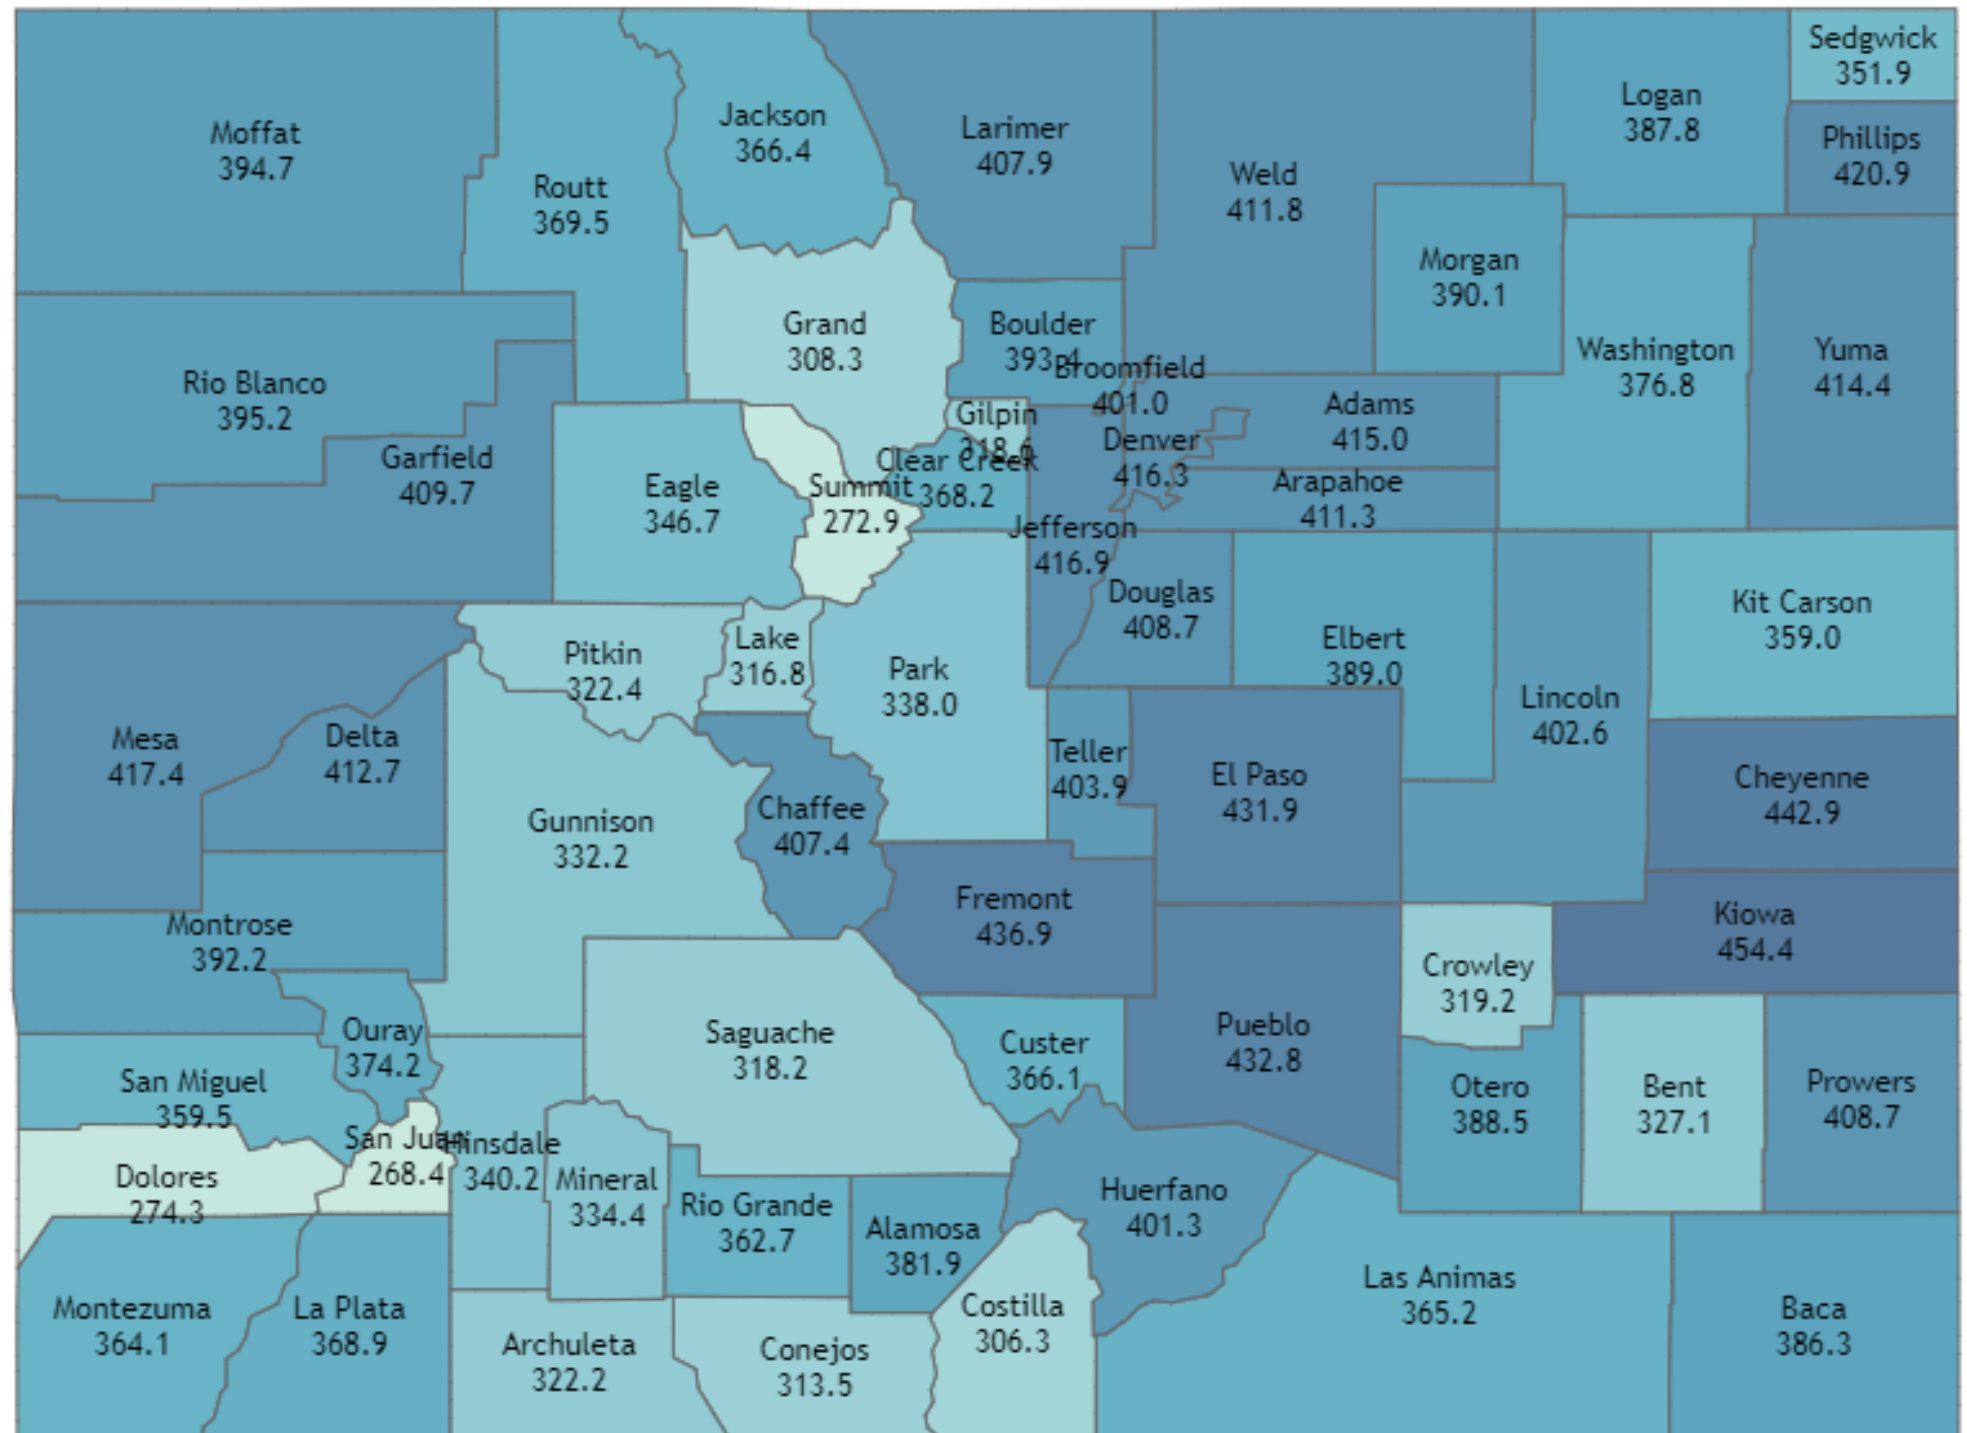 Sedgwick
351.9
Logan
387.8
Jackson
366.4
Larimer
407.9
Moffat
394.7
Phillips
420.9
Routt
369.5
Weld
411.8
Morgan
390.1
Grand
308.3
Boulder
393.4
Washington
376.8
Yuma
414.4
Broomfield
401.0
Rio Blanco
395.2
Gilpin
318.6
Adams
415.0
Denver
416.3
Garfield
409.7
Clear Creek
368.2
Eagle
346.7
Summit
272.9
Arapahoe
411.3
Jefferson
416.9
Douglas
408.7
Kit Carson
359.0
Pitkin
322.4
Lake
316.8
Elbert
389.0
Park
338.0
Lincoln
402.6
Mesa
417.4
Delta
412.7
Teller
403.9
El Paso
431.9
Cheyenne
442.9
Gunnison
332.2
Chaffee
407.4
Fremont
436.9
Kiowa
454.4
Montrose
392.2
Crowley
319.2
Ouray
374.2
Saguache
318.2
Custer
366.1
Pueblo
432.8
San Miguel
359.5
Otero
388.5
Bent
327.1
Prowers
408.7
San Juan
268.4
Hinsdale
340.2
Dolores
274.3
Mineral
334.4
Rio Grande
362.7
Alamosa
381.9
Huerfano
401.3
Las Animas
365.2
Montezuma
364.1
La Plata
368.9
Costilla
306.3
Baca
386.3
Archuleta
322.2
Conejos
313.5